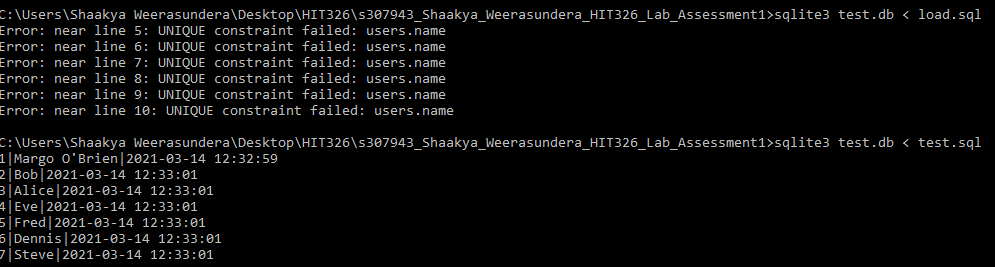 C:\Users\Shaakya Weerasundera\Desktop\HIT326\s307943_Shaakya_Weerasundera_HIT326_Lab_Assessment1>sqlite3 test.db < load.sql
Error: near line 5: UNIQUE constraint failed: users.name
Error: near line 6: UNIQUE constraint failed: users.name
Error: near line 7: UNIQUE constraint failed: users.name
Error: near line 8: UNIQUE constraint failed: users.name
Error: near line 9: UNIQUE constraint failed: users.name
Error: near line 10: UNIQUE constraint failed: users.name
C:\Users\Shaakya Weerasundera\Desktop\HIT326\s307943_Shaakya_Weerasundera_HIT326_Lab_Assessment1>sqlite3 test.db < test.sql
1|Margo O'Brien|2021-03-14 12:32:59
2|Bob|2021-03-14 12:33:01
3|Alice|2021-03-14 12:33:01
4|Eve|2021-03-14 12:33:01
5|Fred|2021-03-14 12:33:01
6|Dennis|2021-03-14 12:33:01
7|Steve|2021-03-14 12:33:01